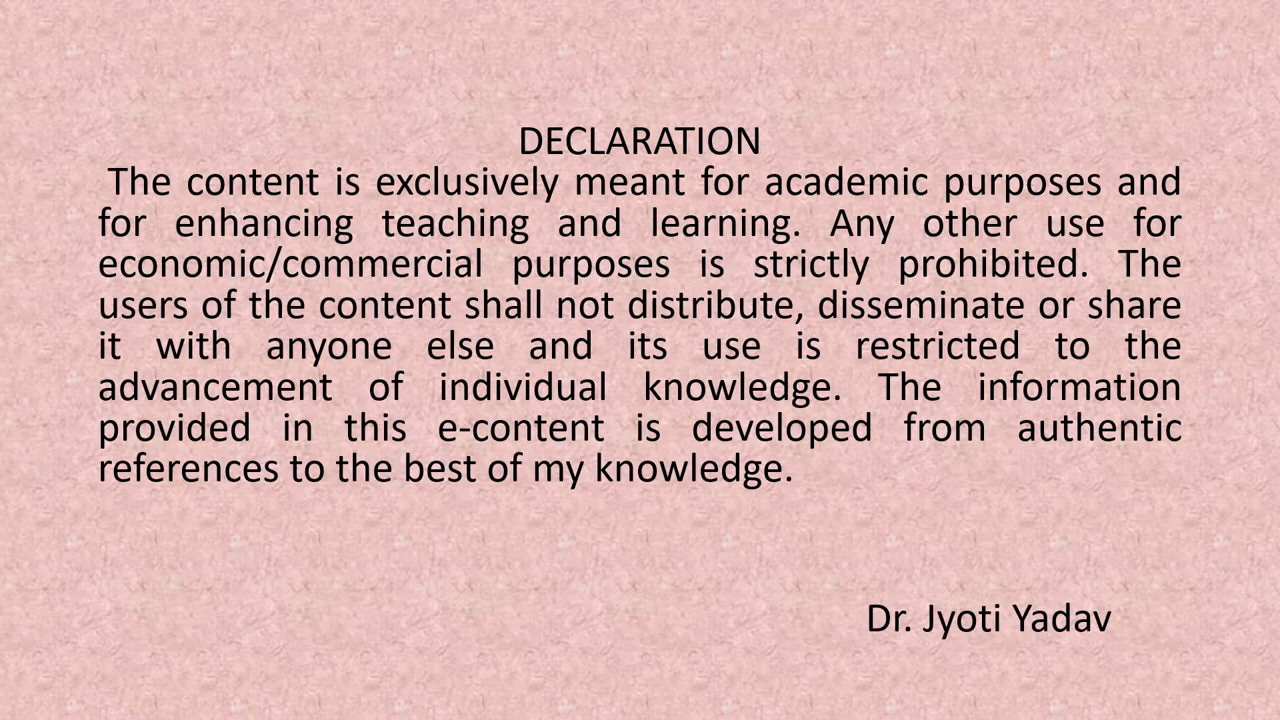 DECLARATION
The content is exclusively meant for academic purposes and
for enhancing teaching and learning. Any other use for
economic/commercial purposes is strictly prohibited. The
users of the content shall not distribute, disseminate or share
it with anyone else and its use is restricted to the
advancement of individual knowledge. The information
provided in this e-content is developed from authentic
references to the best of my knowledge.
Dr. Jyoti Yadav